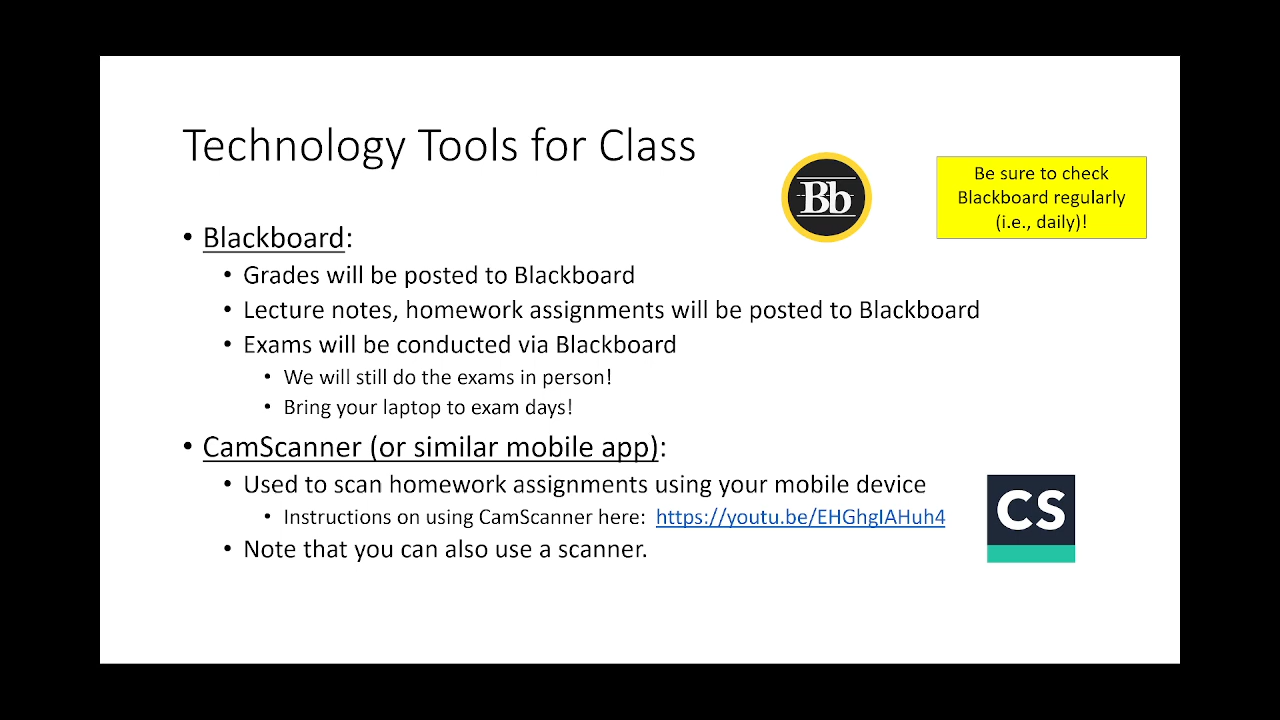 Technology Tools for Class
Bb
Be sure to check
Blackboard regularly
(i.e., daily)!
• Blackboard:
• Grades will be posted to Blackboard
• Lecture notes, homework assignments will be posted to Blackboard
• Exams will be conducted via Blackboard
• We will still do the exams in person!
• Bring your laptop to exam days!
• CamScanner (or similar mobile app):
• Used to scan homework assignments using your mobile device
• Instructions on using CamScanner here: https://youtu.be/EHGhgIAHuh4
• Note that you can also use a scanner.
CS